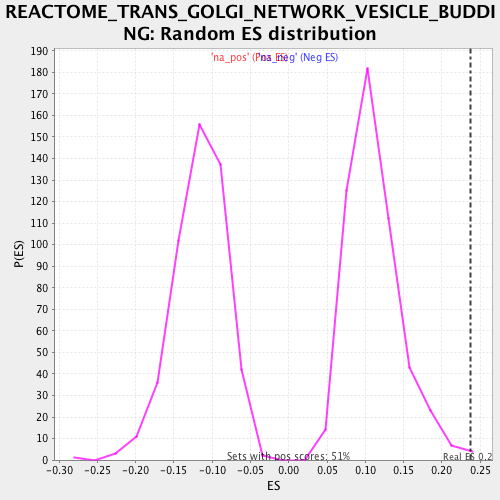 REACTOME_TRANS_GOLGI_NETWORK_VESICLE_BUDDI
NG: Random ES distribution
'na_pos' (Pos ES) 'na_neg' (Neg ES)
P(ES)
190
180
170
160
150
140
130
120
110
100
90
80
70
60
50
40
30
20
10
0
Sets with pos scores: 51%
Real ES 0.2
-0.30 -0.25 -0.20 -0.15 -0.10 -0.05 0.00 0.05 0.10 0.15 0.20 0.25
ES